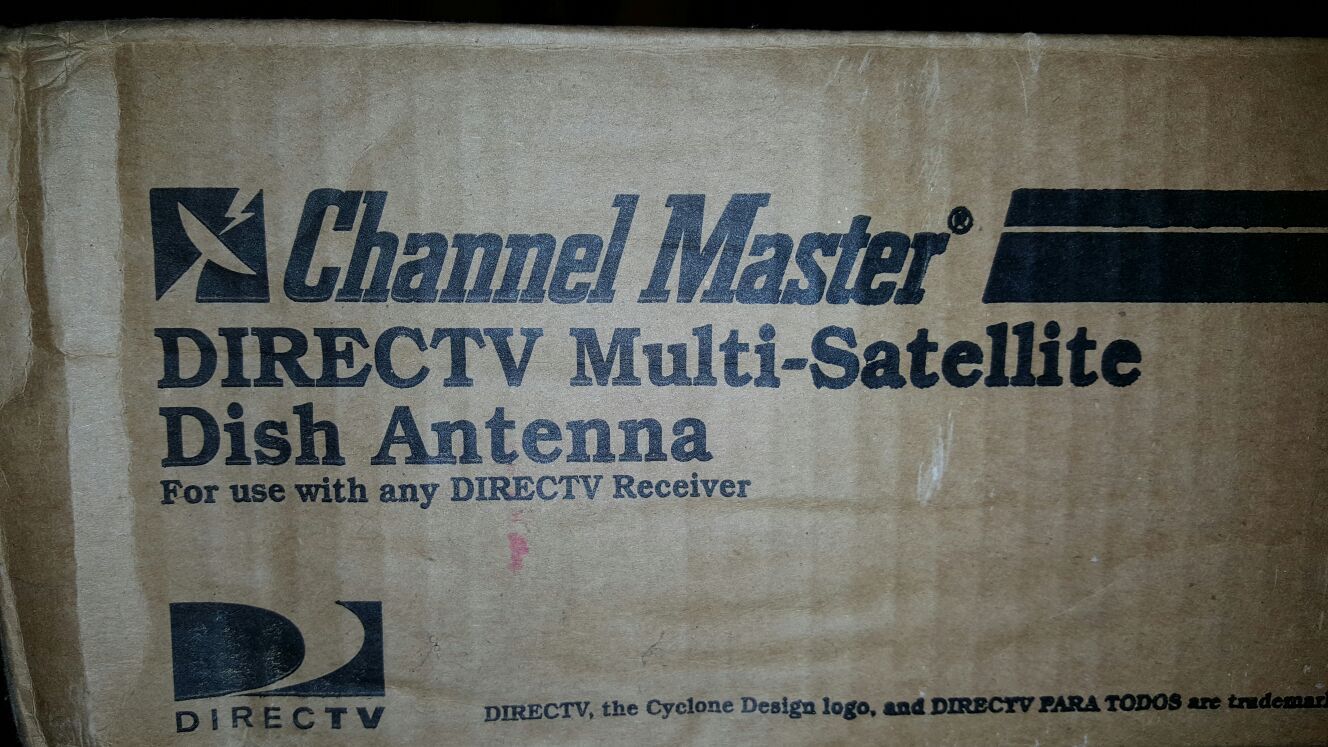 Channel Master®
DIRECTV Multi-Satellite
Dish Antenna
For use with any DIRECTV Receiver
DIRECTV
DIRECTV, the Cyclone Design logo, and DIRECTV PARA TODOS are trademar